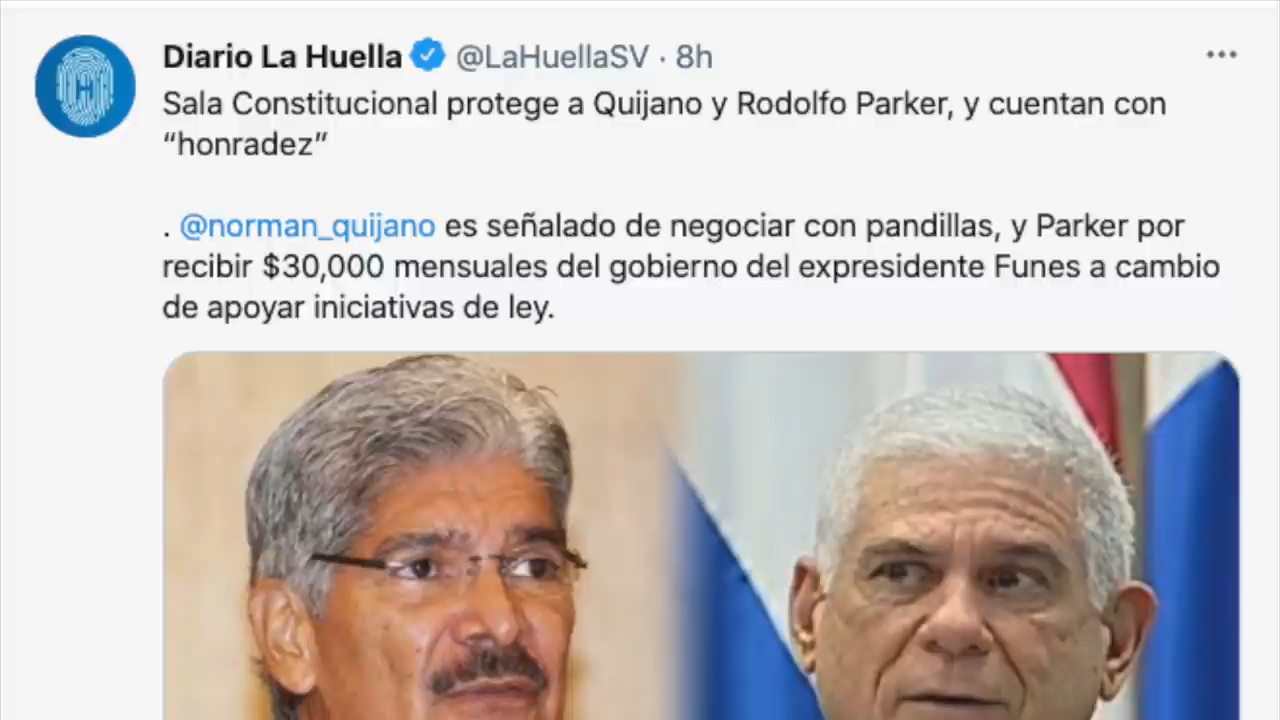 Diario La Huella @LaHuellaSV · 8h
Sala Constitucional protege a Quijano y Rodolfo Parker, y cuentan con
“honradez”
. @norman_quijano es señalado de negociar con pandillas, y Parker por
recibir $30,000 mensuales del gobierno del expresidente Funes a cambio
de apoyar iniciativas de ley.